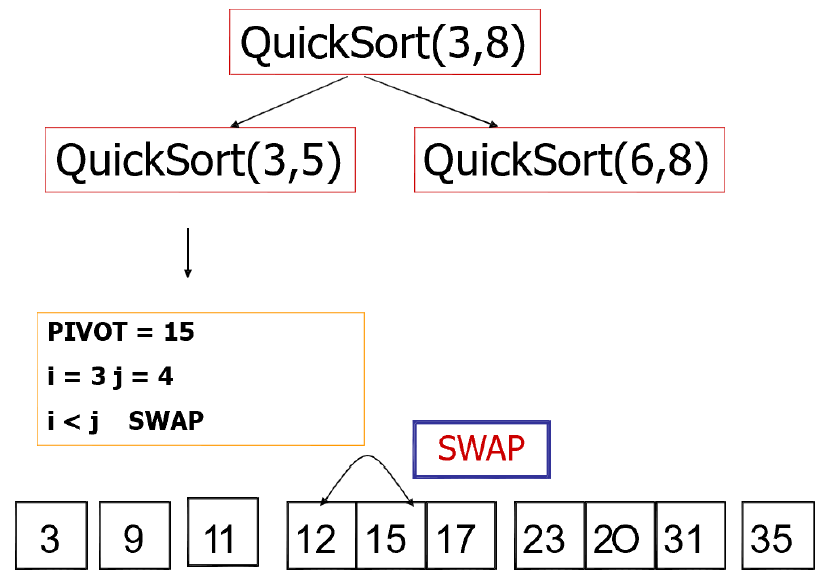 QuickSort(3,8)
QuickSort(3,5) QuickSort(6,8)
PIVOT = 15
i = 3 j = 4
i < j SWAP
SWAP
3 9 11 12 15 17 23 20 31 35